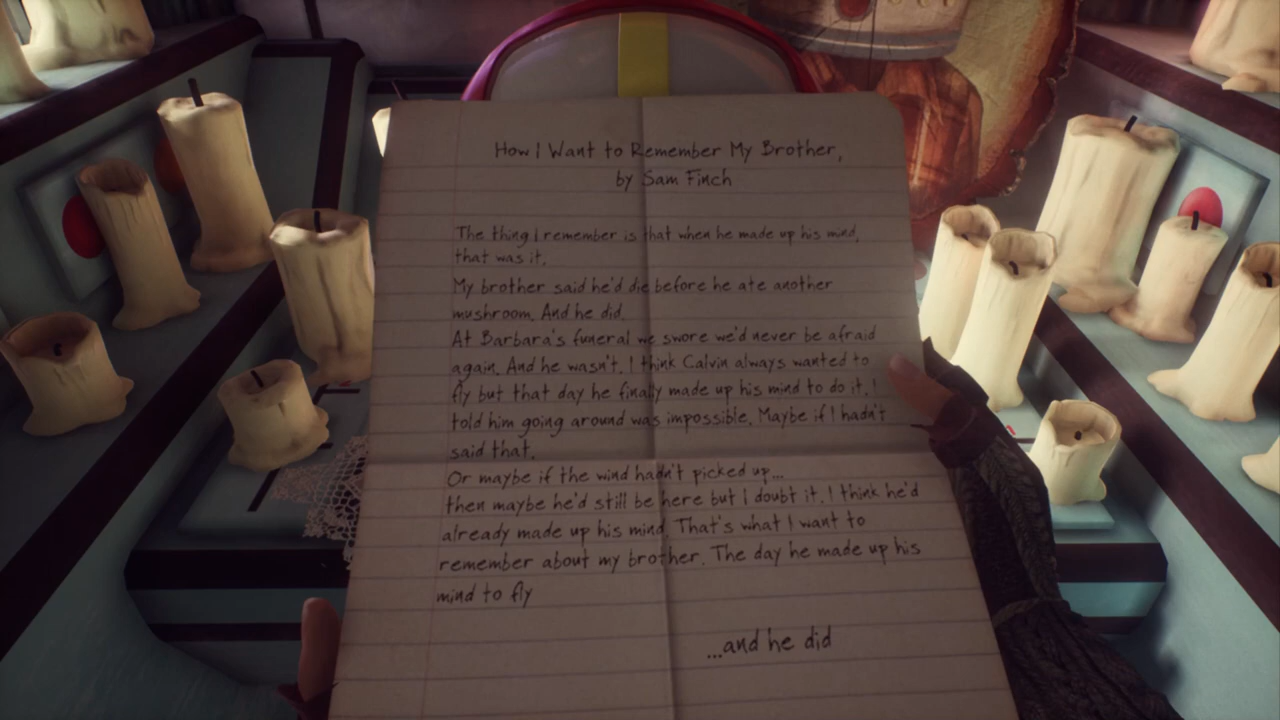 How I Want to Remember My Brother,
by Sam Finch
The thing I remember is that when he made up his mind,
that was it.
My brother said he'd die before he ate another
mushroom. And he did.
At Barbara's funeral we swore we'd never be afraid
again. And he wasn't. I think Calvin always wanted to
fly but that day he finally made up his mind to do it. I
told him going around was impossible. Maybe if I hadn't
said that.
Or maybe if the wind hadn't picked up...
then maybe he'd still be here but I doubt it. I think he'd
already made up his mind. That's what I want to
remember about my brother. The day he made up his
mind to fly
...and he did